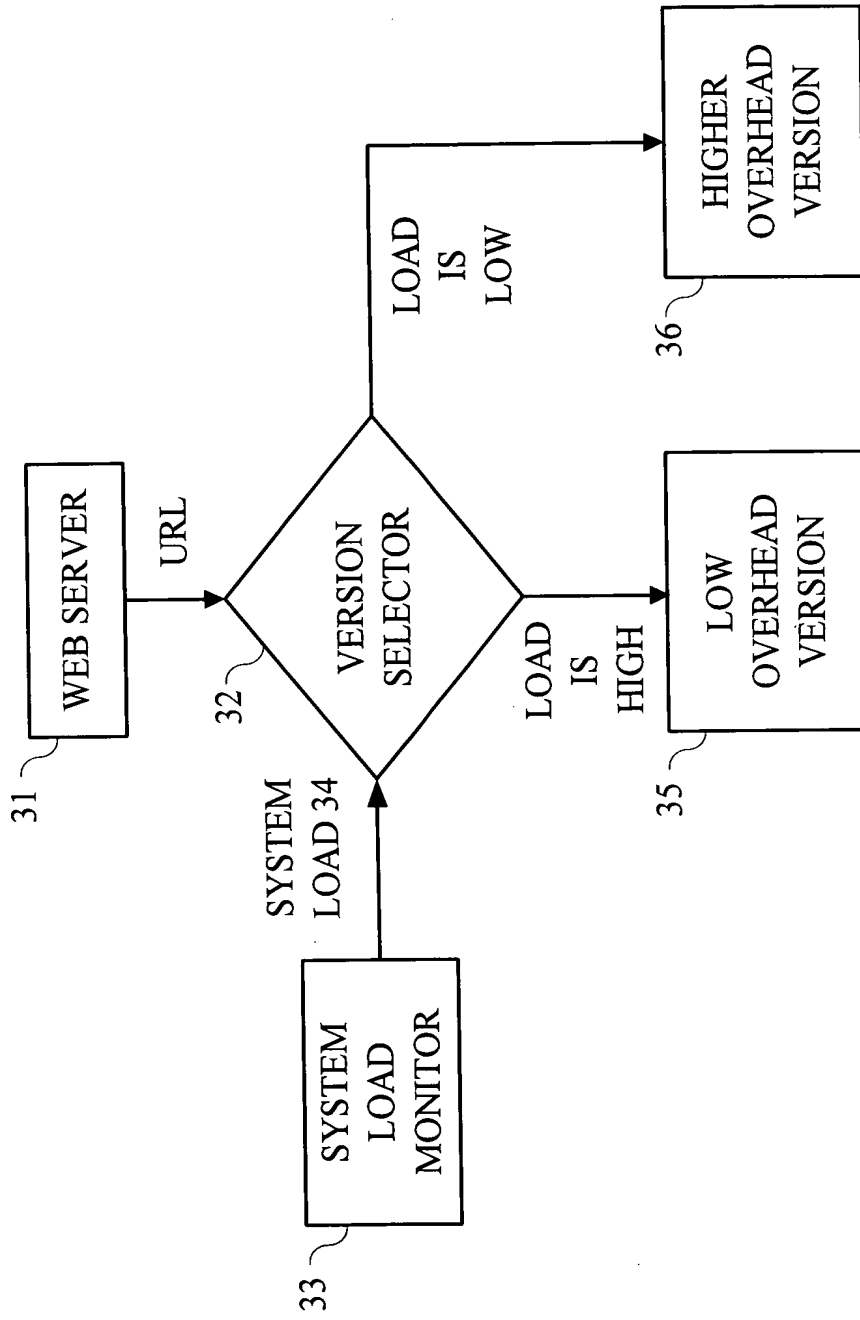 31
WEB SERVER
URL
32
VERSION
SELECTOR
SYSTEM
LOAD 34
33
SYSTEM
LOAD
MONITOR
LOAD
IS
LOW
LOAD
IS
HIGH
35
LOW
OVERHEAD
VERSION
36
HIGHER
OVERHEAD
VERSION